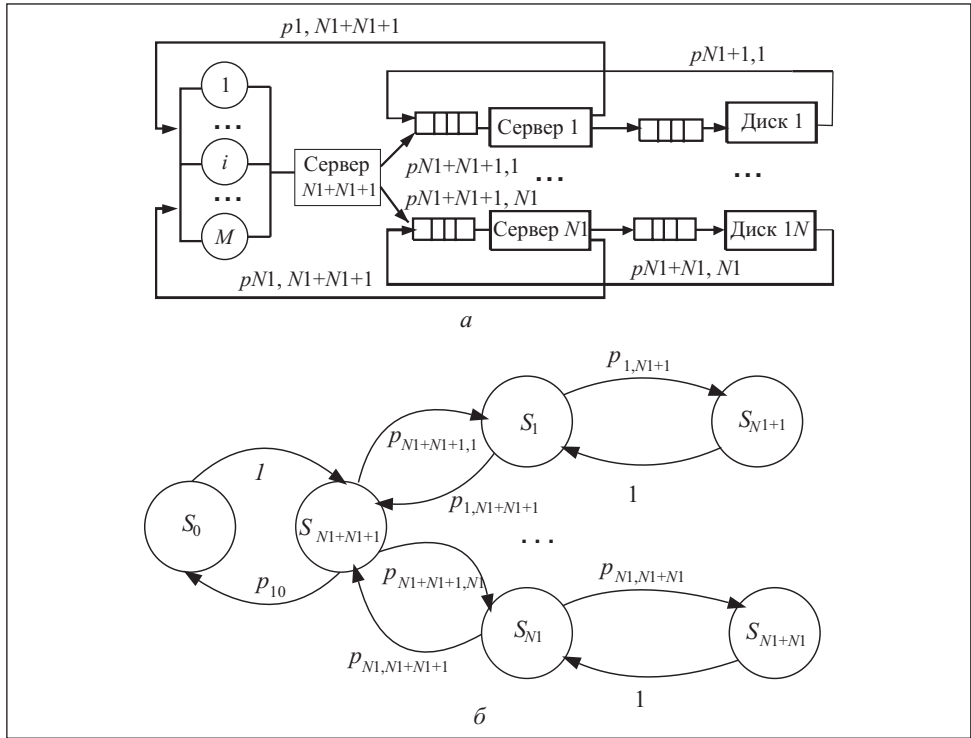 p1, N1+N1+1
pN1+1,1
1
...
i
...
M
Сервер
N1+N1+1
Сервер 1
Диск 1
pN1+N1+1,1
...
...
pN1+N1+1, N1
Сервер N1
Диск 1N
pN1, N1+N1+1
pN1+N1, N1
а
p1,N1+1
S1
SN1+1
pN1+N1+1,1
1
1
p1,N1+N1+1
S0
SN1+N1+1
...
p10
pN1+N1+1,N1
pN1,N1+N1
SN1
SN1+N1
pN1,N1+N1+1
1
б